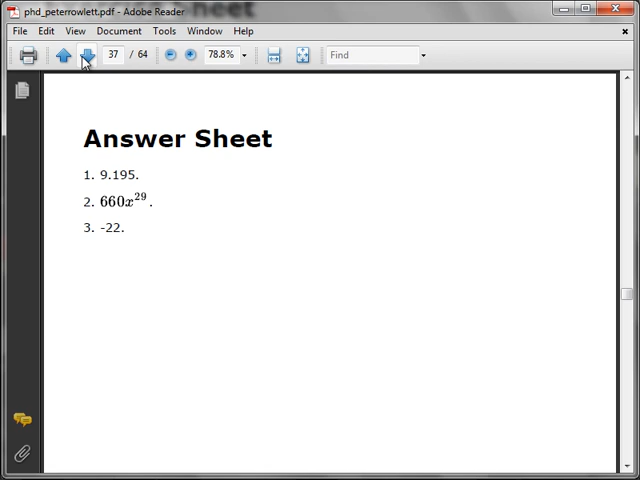 phd_peterrowlett.pdf - Adobe Reader
File Edit View Document Tools Window Help
37 / 64 78.8% Find
Answer Sheet
1. 9.195.
2. 660x^29.
3. -22.